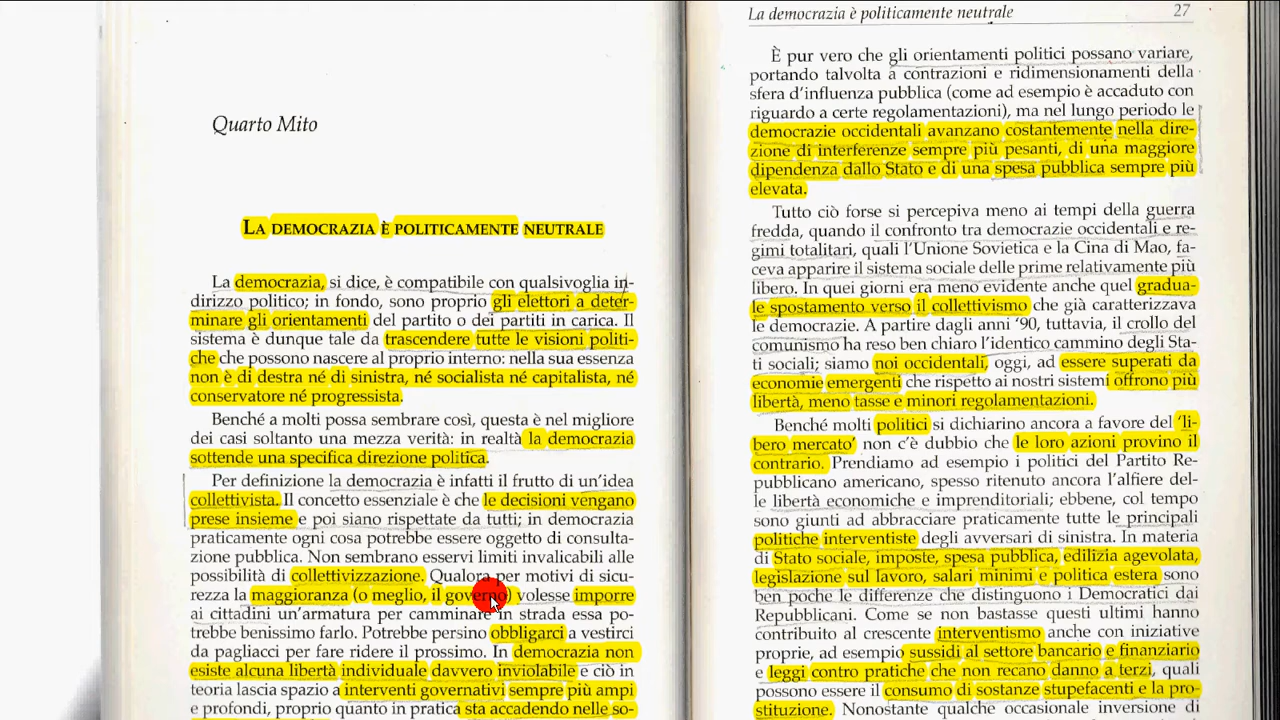 Quarto Mito
LA DEMOCRAZIA È POLITICAMENTE NEUTRALE
La democrazia, si dice, è compatibile con qualsivoglia in-
dirizzo politico; in fondo, sono proprio gli elettori a deter-
minare gli orientamenti del partito o dei partiti in carica. Il
sistema è dunque tale da trascendere tutte le visioni politi-
che che possono nascere al proprio interno: nella sua essenza
non è di destra né di sinistra, né socialista né capitalista, né
conservatore né progressista.
Benché a molti possa sembrare così, questa è nel migliore
dei casi soltanto una mezza verità: in realtà la democrazia
sottende una specifica direzione politica.
Per definizione la democrazia è infatti il frutto di un'idea
collettivista. Il concetto essenziale è che le decisioni vengano
prese insieme e poi siano rispettate da tutti; in democrazia
praticamente ogni cosa potrebbe essere oggetto di consulta-
zione pubblica. Non sembrano esservi limiti invalicabili alle
possibilità di collettivizzazione. Qualora per motivi di sicu-
rezza la maggioranza (o meglio, il governo) volesse imporre
ai cittadini un'armatura per camminare in strada essa po-
trebbe benissimo farlo. Potrebbe persino obbligarci a vestirci
da pagliacci per fare ridere il prossimo. In democrazia non
esiste alcuna libertà individuale davvero inviolabile e ciò in
teoria lascia spazio a interventi governativi sempre più ampi
e profondi, proprio quanto in pratica sta accadendo nelle so-
La democrazia è politicamente neutrale 27
È pur vero che gli orientamenti politici possano variare,
portando talvolta a contrazioni e ridimensionamenti della
sfera d'influenza pubblica (come ad esempio è accaduto con
riguardo a certe regolamentazioni), ma nel lungo periodo le
democrazie occidentali avanzano costantemente nella dire-
zione di interferenze sempre più pesanti, di una maggiore
dipendenza dallo Stato e di una spesa pubblica sempre più
elevata.
Tutto ciò forse si percepiva meno ai tempi della guerra
fredda, quando il confronto tra democrazie occidentali e re-
gimi totalitari, quali l'Unione Sovietica e la Cina di Mao, fa-
ceva apparire il sistema sociale delle prime relativamente più
libero. In quei giorni era meno evidente anche quel gradua-
le spostamento verso il collettivismo che già caratterizzava
le democrazie. A partire dagli anni '90, tuttavia, il crollo del
comunismo ha reso ben chiaro l'identico cammino degli Sta-
ti sociali; siamo noi occidentali, oggi, ad essere superati da
economie emergenti che rispetto ai nostri sistemi offrono più
libertà, meno tasse e minori regolamentazioni.
Benché molti politici si dichiarino ancora a favore del 'li-
bero mercato' non c'è dubbio che le loro azioni provino il
contrario. Prendiamo ad esempio i politici del Partito Re-
pubblicano americano, spesso ritenuto ancora l'alfiere del-
le libertà economiche e imprenditoriali; ebbene, col tempo
sono giunti ad abbracciare praticamente tutte le principali
politiche interventiste degli avversari di sinistra. In materia
di Stato sociale, imposte, spesa pubblica, edilizia agevolata,
legislazione sul lavoro, salari minimi e politica estera sono
ben poche le differenze che distinguono i Democratici dai
Repubblicani. Come se non bastasse questi ultimi hanno
contribuito al crescente interventismo anche con iniziative
proprie, ad esempio sussidi al settore bancario e finanziario
e leggi contro pratiche che non recano danno a terzi, quali
possono essere il consumo di sostanze stupefacenti e la pro-
stituzione. Nonostante qualche occasionale inversione di